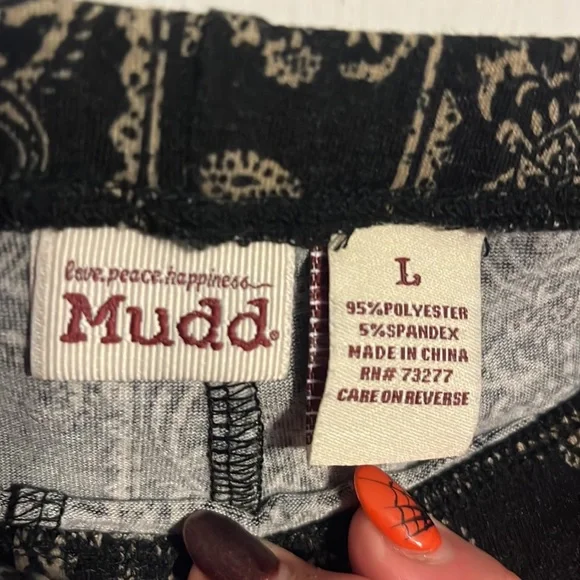 love.peace.happiness
Mudd®
L
95%POLYESTER
5%SPANDEX
MADE IN CHINA
RN# 73277
CARE ON REVERSE